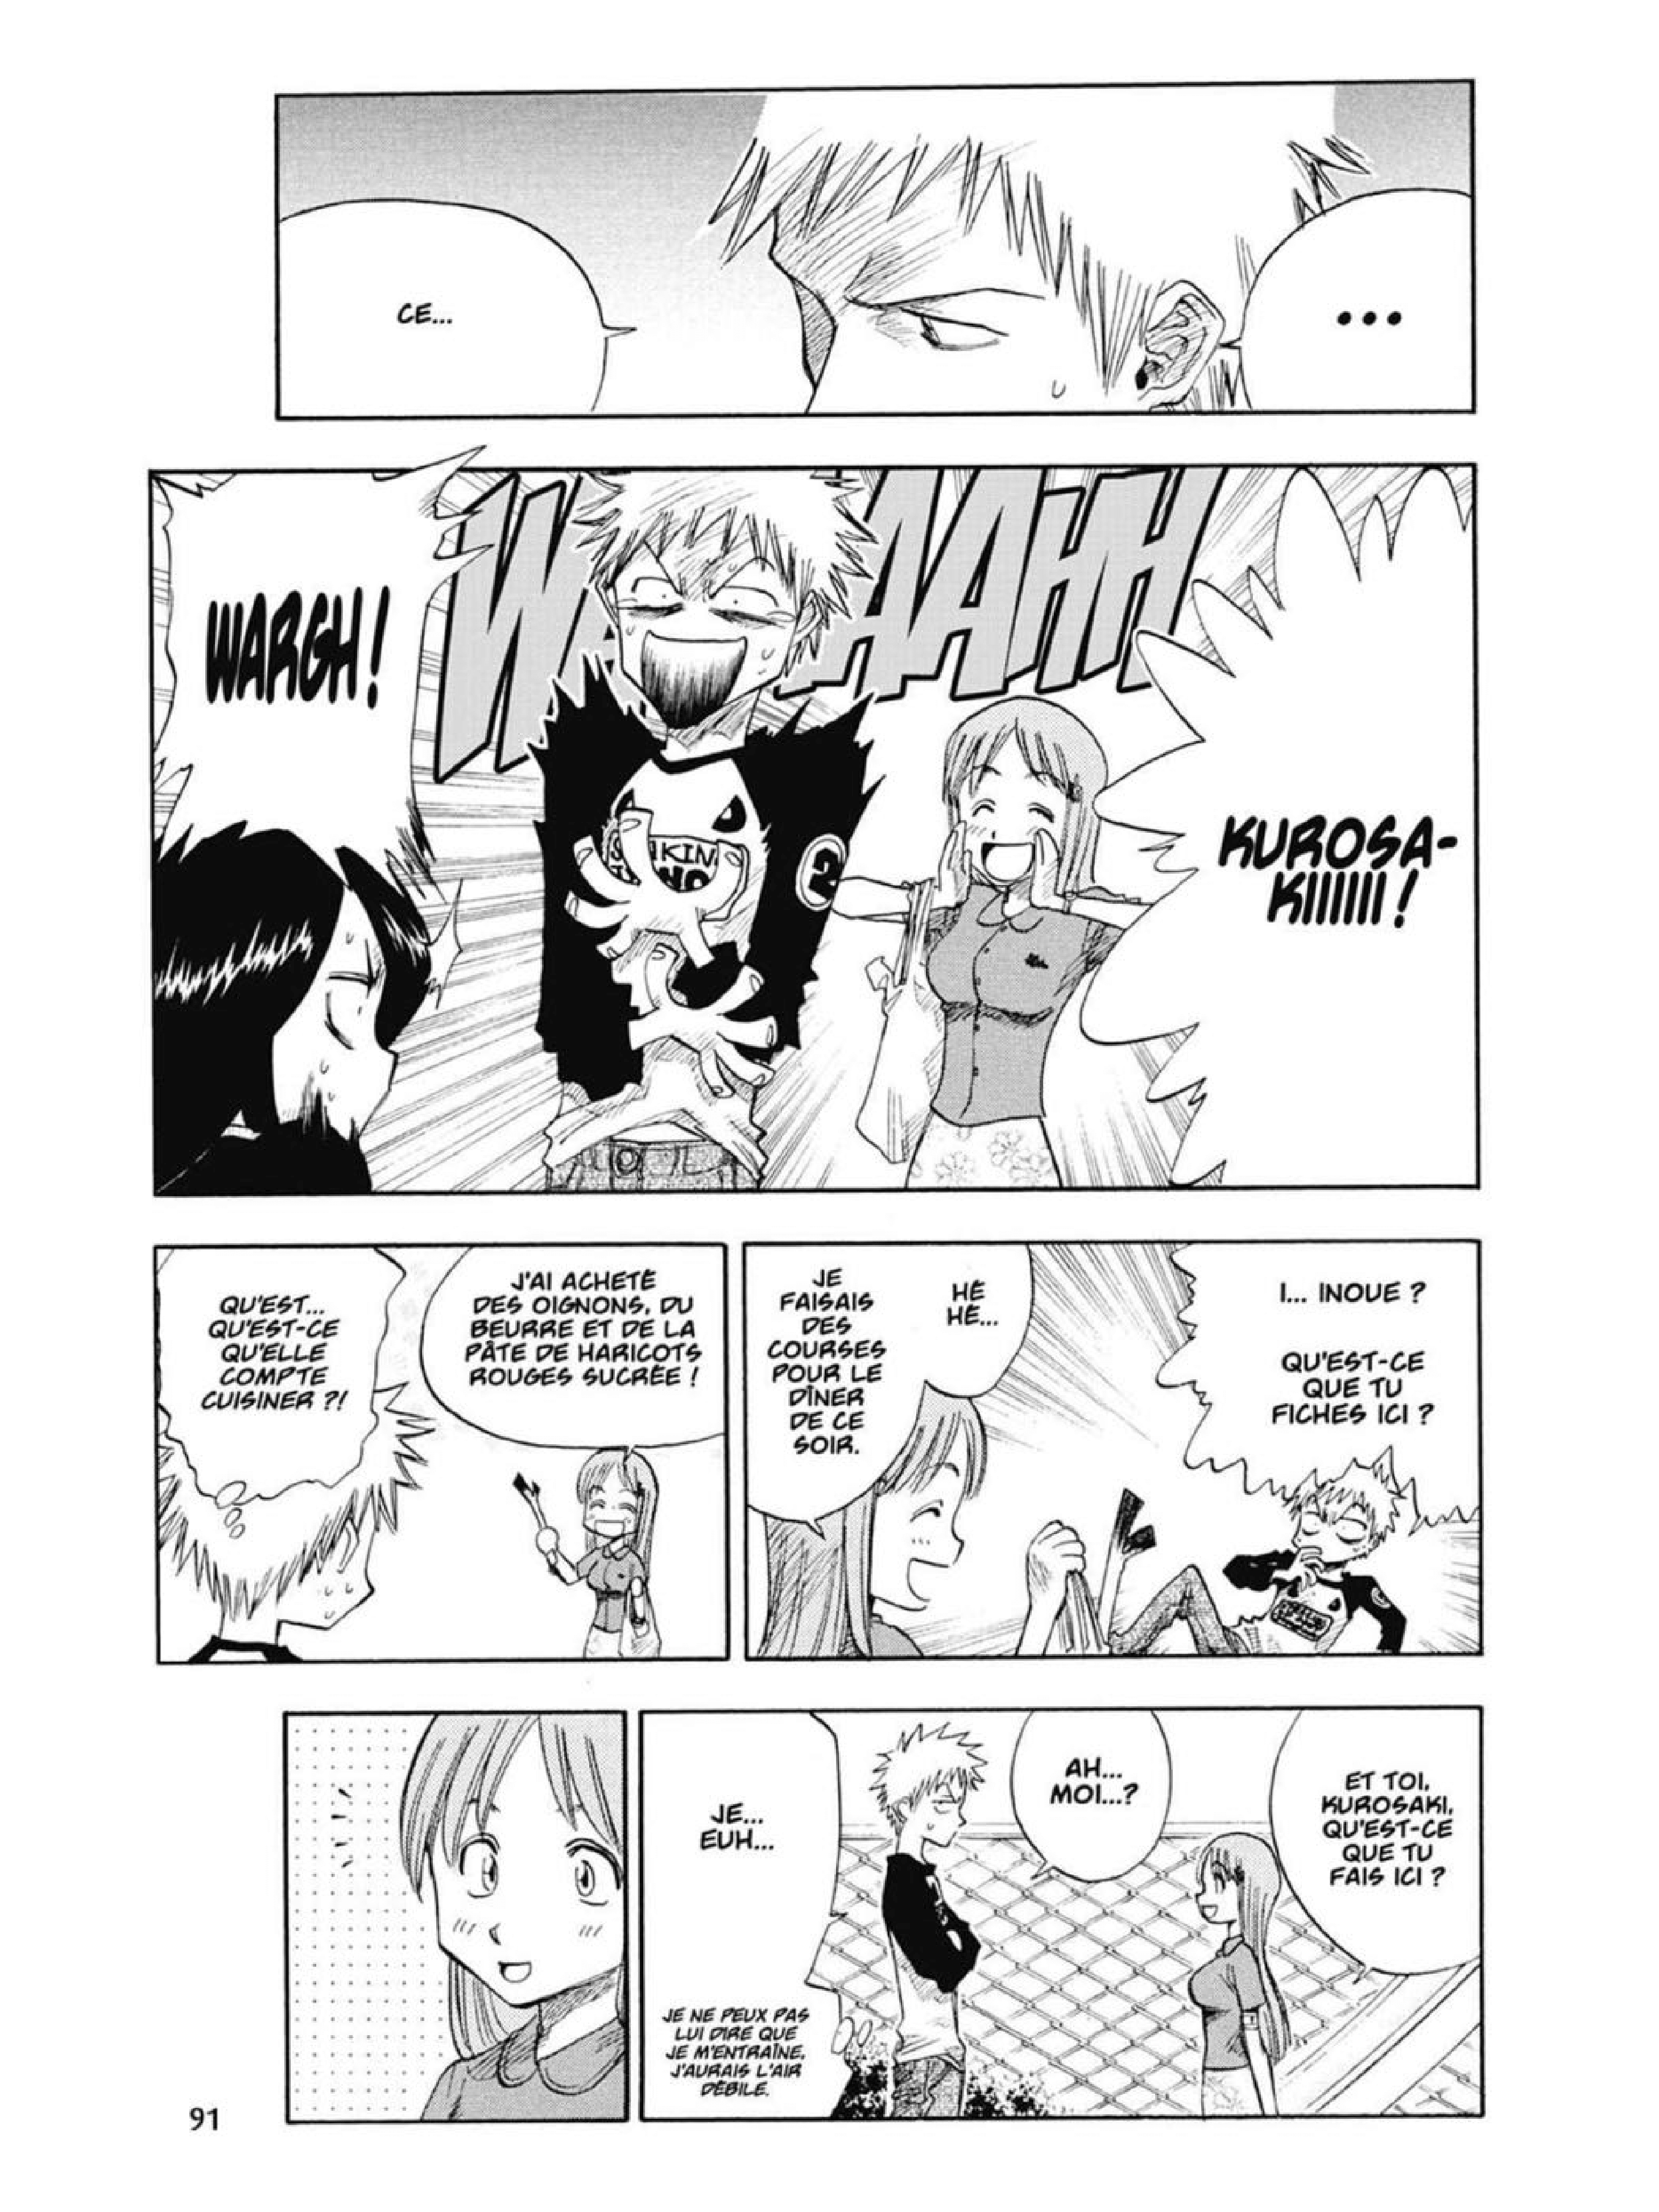 ...
CE...
WAAAAHH
KUROSA-
KIIIIII !
WARGH !
2
I... INOUE ?
QU'EST-CE
QUE TU
FICHES ICI ?
HÉ
HÉ...
JE
FAISAIS
DES
COURSES
POUR LE
DÎNER
DE CE
SOIR.
J'AI ACHETÉ
DES OIGNONS, DU
BEURRE ET DE LA
PÂTE DE HARICOTS
ROUGES SUCRÉE !
QU'EST...
QU'EST-CE
QU'ELLE
COMPTE
CUISINER ?!
ET TOI,
KUROSAKI,
QU'EST-CE
QUE TU
FAIS ICI ?
AH...
MOI...?
JE...
EUH...
JE NE PEUX PAS
LUI DIRE QUE
JE M'ENTRAÎNE,
J'AURAIS L'AIR
DÉBILE.
91